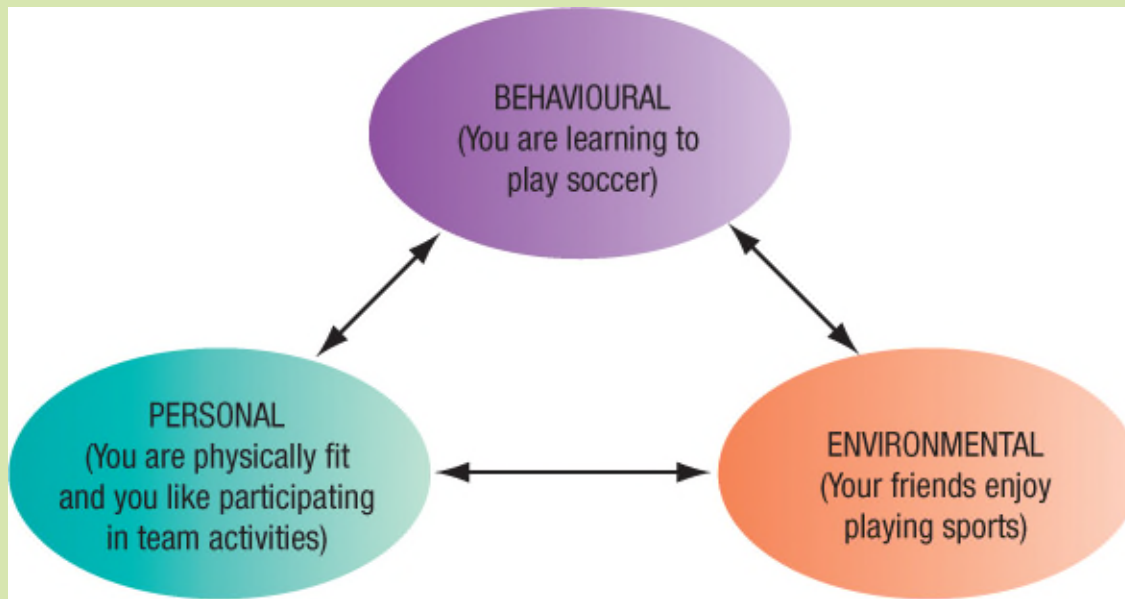 BEHAVIOURAL
(You are learning to
play soccer)
PERSONAL
(You are physically fit
and you like participating
in team activities)
ENVIRONMENTAL
(Your friends enjoy
playing sports)